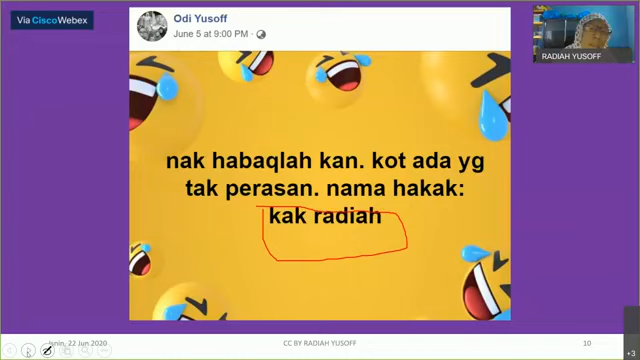 Via CiscoWebex
Odi Yusoff
June 5 at 9:00 PM
RADIAH YUSOFF
nak habaqlah kan. kot ada yg
tak perasan. nama hakak:
kak radiah
Isnin, 22 Jun 2020
CC BY RADIAH YUSOFF
10
+3